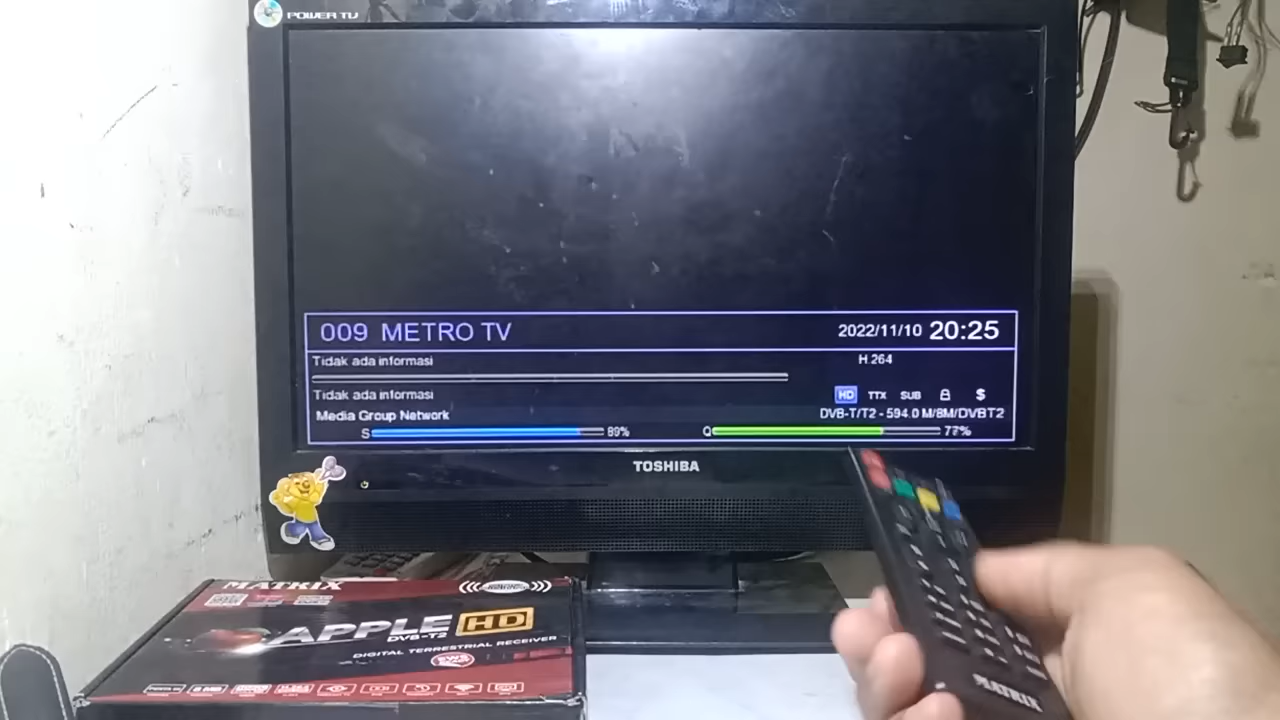 POWER TV
009 METRO TV
2022/11/10 20:25
Tidak ada informasi
H.264
Tidak ada informasi
HD TTX SUB $
Media Group Network
DVB-T/T2 - 594.0 M/8M/DVBT2
S 89%
Q 77%
TOSHIBA
MATRIX
APPLE HD
DVB-T2
DIGITAL TERRESTRIAL RECEIVER
MATRIX